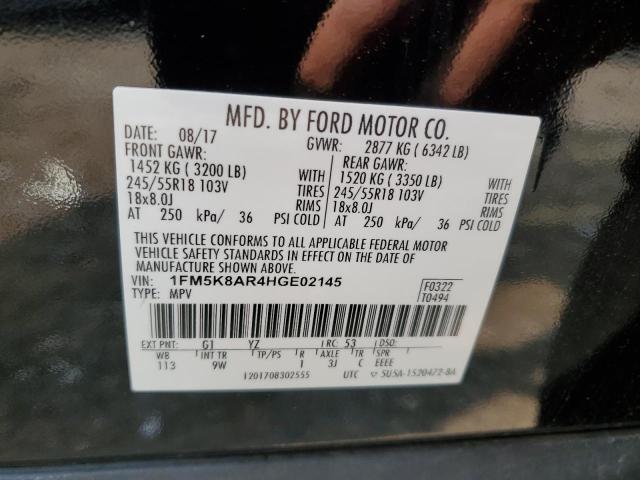 MFD. BY FORD MOTOR CO.
DATE: 08/17 GVWR: 2877 KG ( 6342 LB)
FRONT GAWR: REAR GAWR:
1452 KG ( 3200 LB) WITH 1520 KG ( 3350 LB) WITH
245/55R18 103V TIRES 245/55R18 103V TIRES
18x8.0J RIMS 18x8.0J RIMS
AT 250 kPa/ 36 PSI COLD AT 250 kPa/ 36 PSI COLD
THIS VEHICLE CONFORMS TO ALL APPLICABLE FEDERAL MOTOR
VEHICLE SAFETY STANDARDS IN EFFECT ON THE DATE OF
MANUFACTURE SHOWN ABOVE.
VIN: 1FM5K8AR4HGE02145 F0322
TYPE: MPV T0494
EXT PNT: G1 YZ RC: 53 DSO:
WB INT TR TP/PS R AXLE TR SPR
113 9W 1 3J C EEEE
1201708302555 UTC 5U5A-1520472-BA